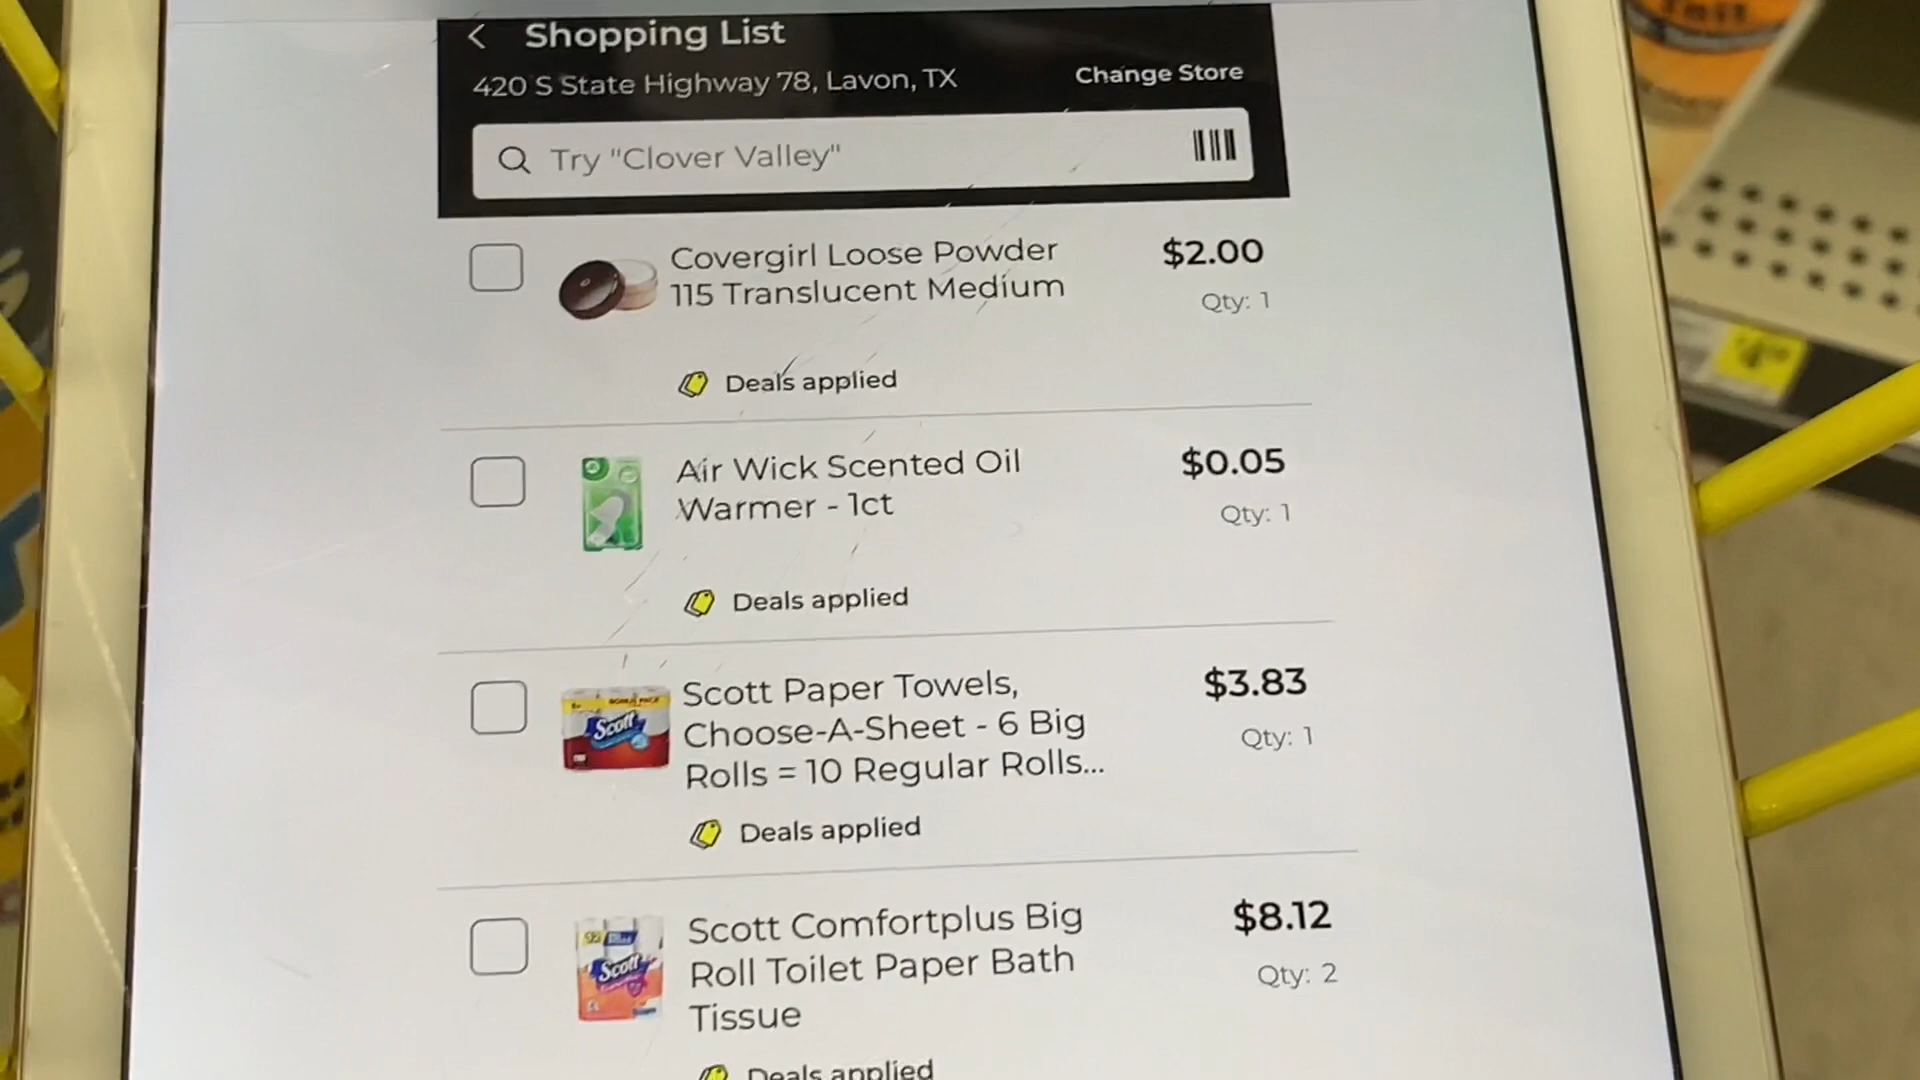 Shopping List
420 S State Highway 78, Lavon, TX
Change Store
Try "Clover Valley"
Covergirl Loose Powder
115 Translucent Medium
$2.00
Qty: 1
Deals applied
Air Wick Scented Oil
Warmer - 1ct
$0.05
Qty: 1
Deals applied
Scott Paper Towels,
Choose-A-Sheet - 6 Big
Rolls = 10 Regular Rolls...
$3.83
Qty: 1
Scott
Deals applied
Scott Comfortplus Big
Roll Toilet Paper Bath
Tissue
$8.12
Qty: 2
Scott
Deals applied